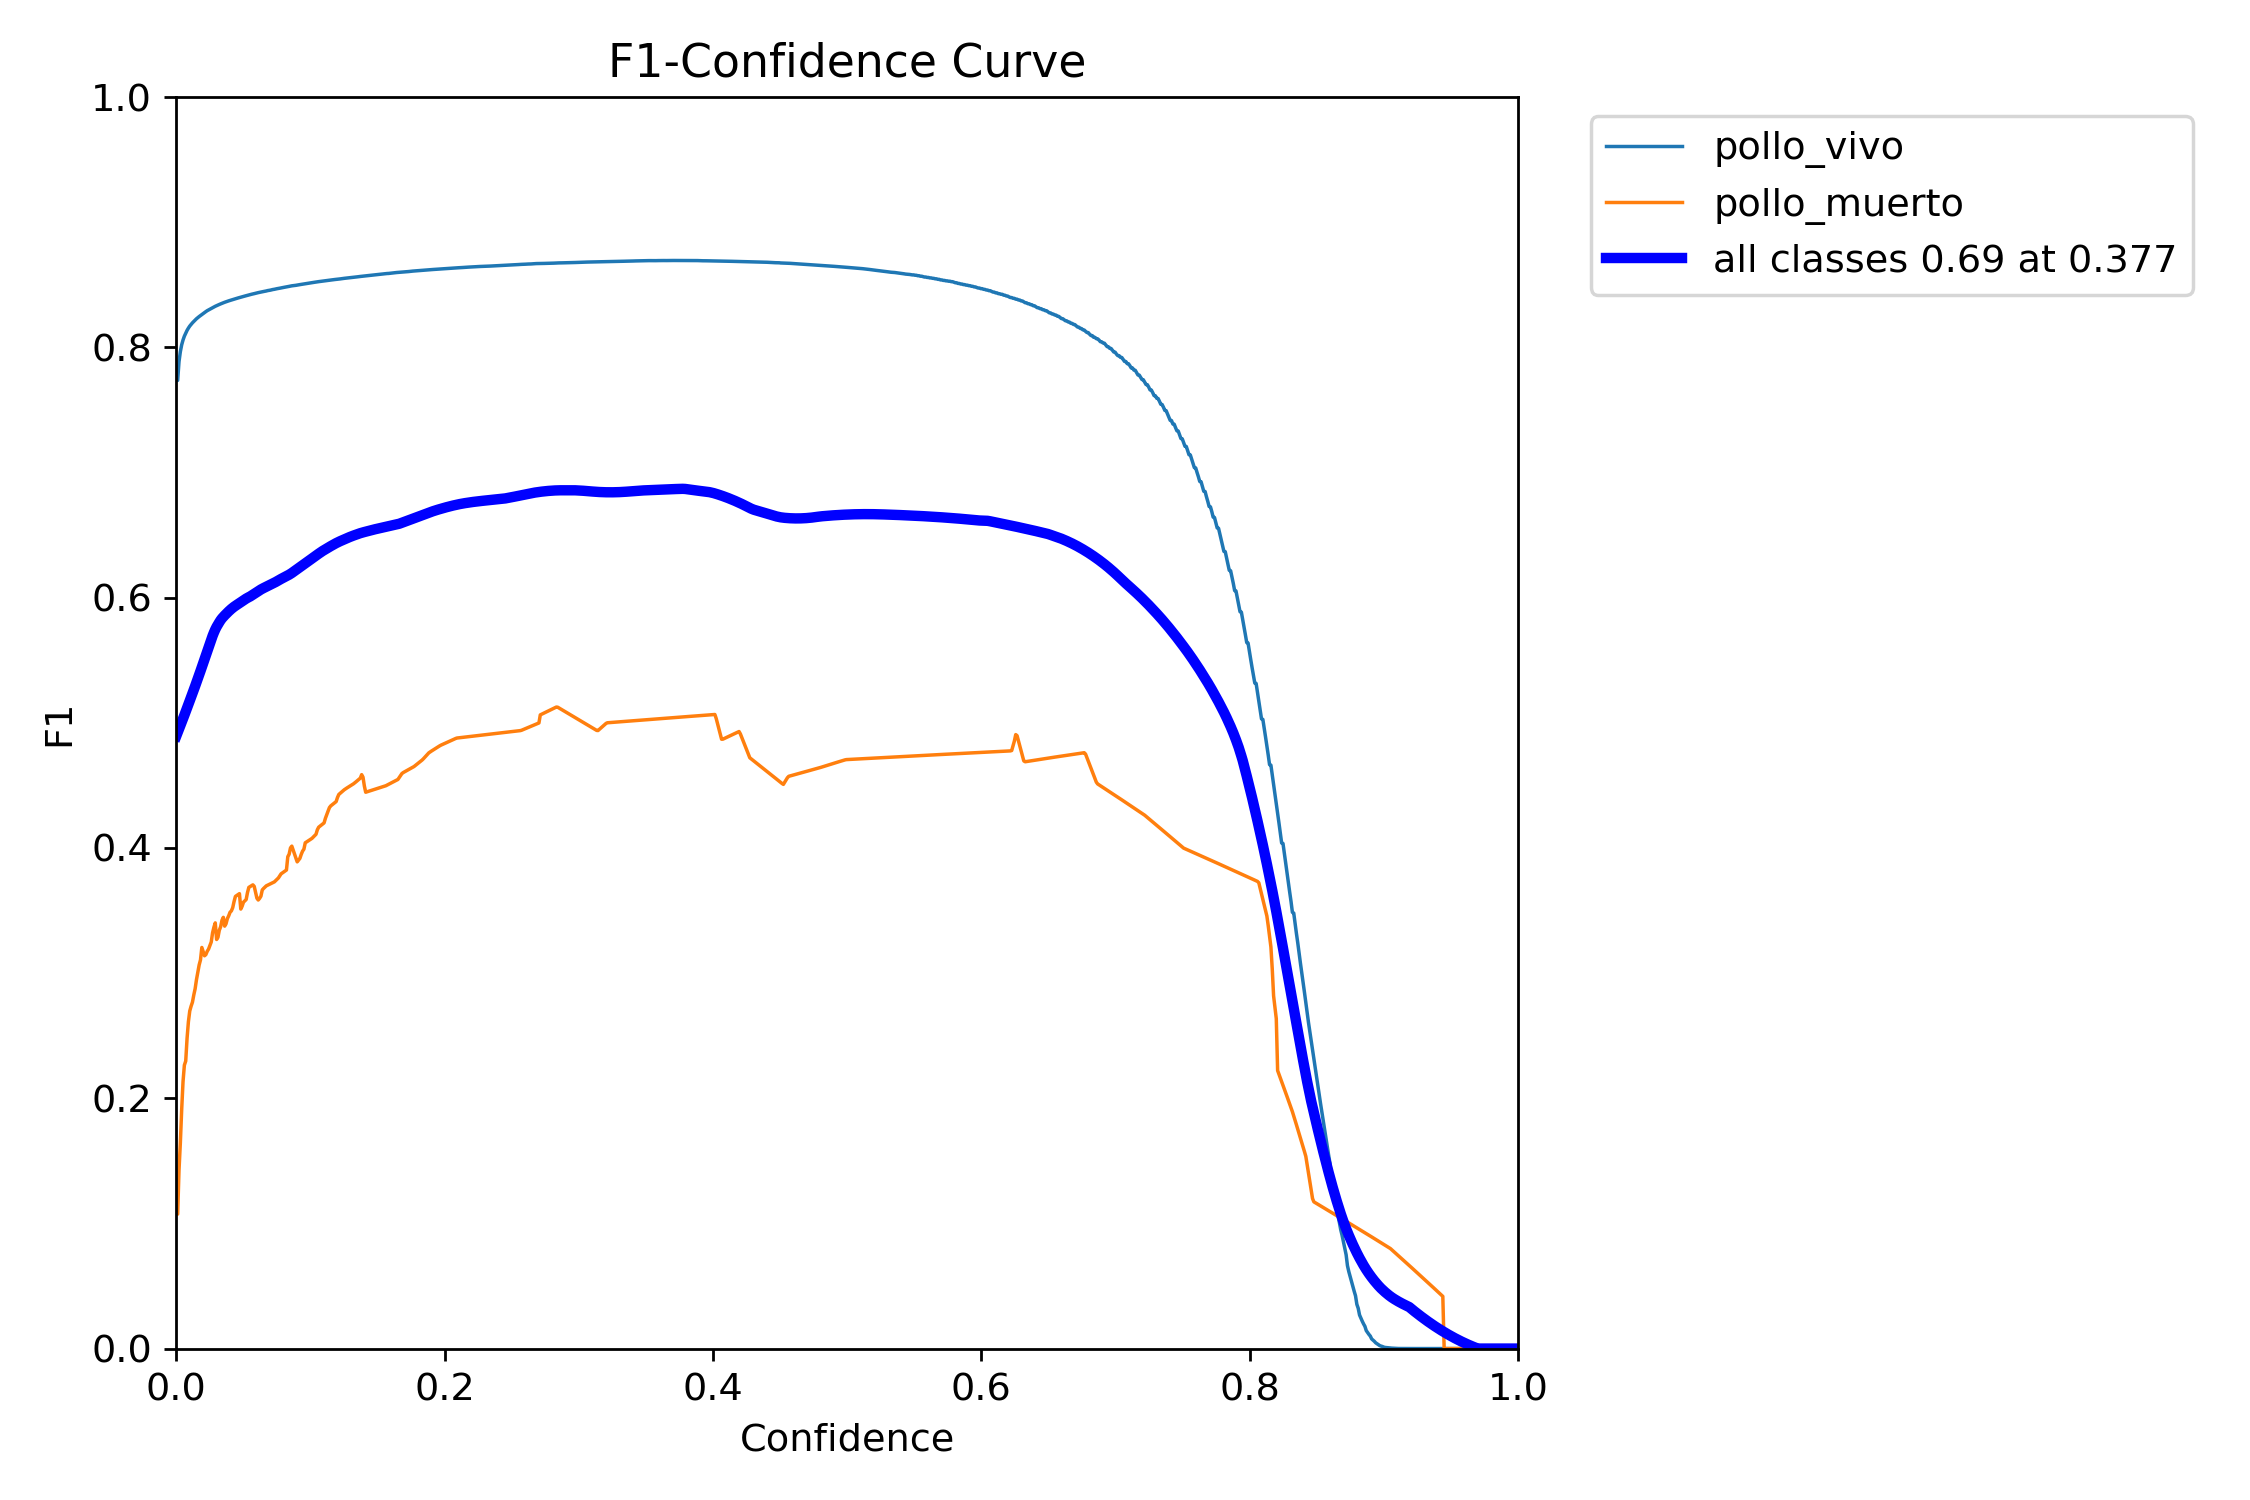 F1-Confidence Curve
pollo_vivo
pollo_muerto
all classes 0.69 at 0.377
1.0
0.8
0.6
0.4
0.2
0.0
F1
0.0 0.2 0.4 0.6 0.8 1.0
Confidence